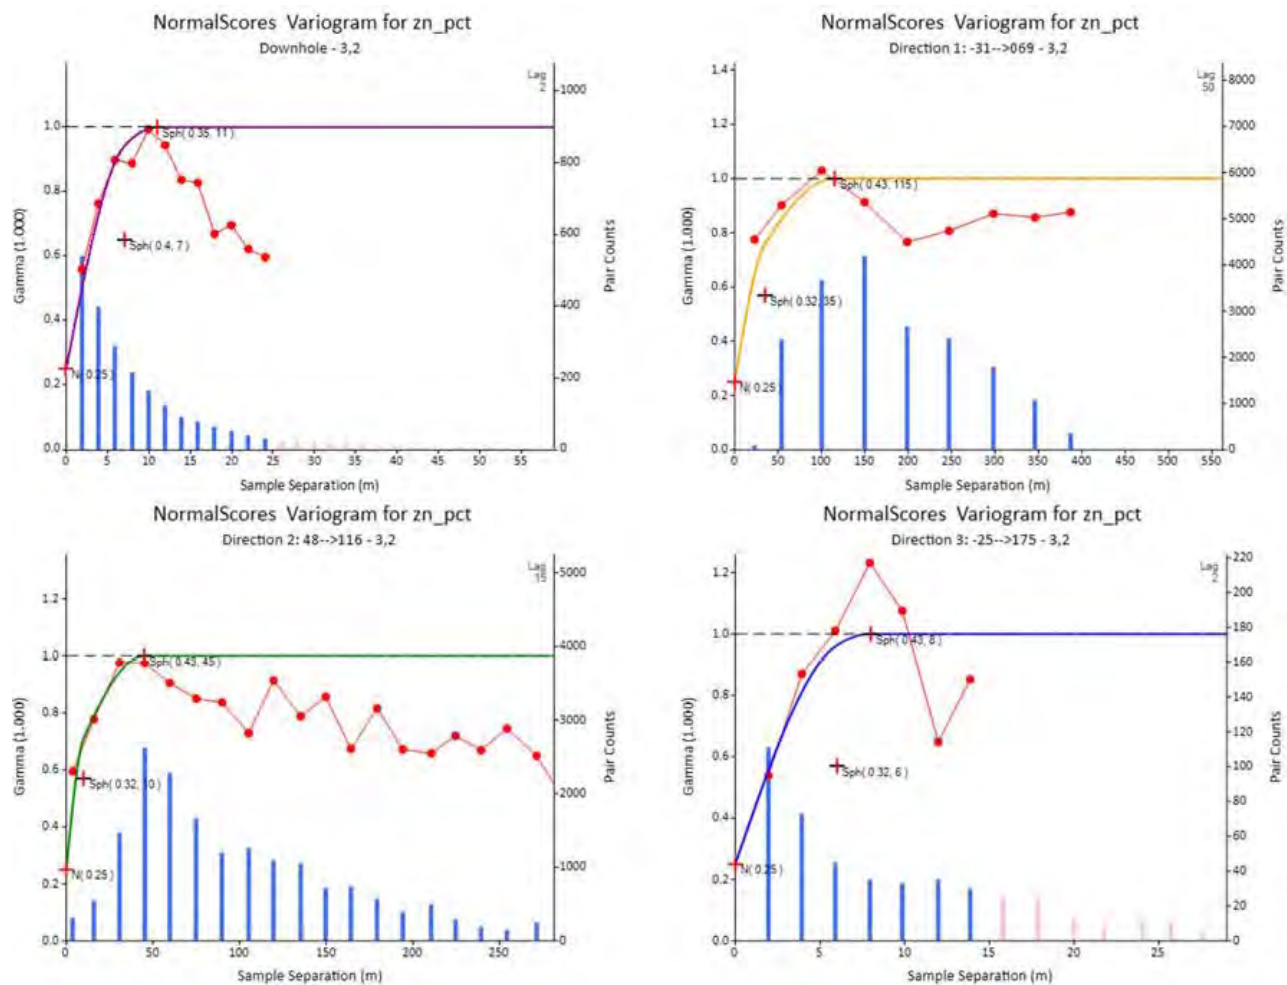 NormalScores Variogram for zn_pct
Downhole - 3,2
Lag
2
Gamma (1.000)
1.0
0.8
0.6
0.4
0.2
0.0
1000
800
600
400
200
0
Pair Counts
Sph( 0.35, 11 )
Sph( 0.4, 7 )
N( 0.25 )
0 5 10 15 20 25 30 35 40 45 50 55
Sample Separation (m)
NormalScores Variogram for zn_pct
Direction 1: -31-->069 - 3,2
Lag
50
Gamma (1.000)
1.4
1.2
1.0
0.8
0.6
0.4
0.2
0.0
8000
7000
6000
5000
4000
3000
2000
1000
0
Pair Counts
Sph( 0.43, 115 )
Sph( 0.32, 35 )
N( 0.25 )
0 50 100 150 200 250 300 350 400 450 500 550
Sample Separation (m)
NormalScores Variogram for zn_pct
Direction 2: 48-->116 - 3,2
Lag
15
Gamma (1.000)
1.2
1.0
0.8
0.6
0.4
0.2
0.0
5000
4000
3000
2000
1000
0
Pair Counts
Sph( 0.43, 45 )
Sph( 0.32, 10 )
N( 0.25 )
0 50 100 150 200 250
Sample Separation (m)
NormalScores Variogram for zn_pct
Direction 3: -25-->175 - 3,2
Lag
2
Gamma (1.000)
1.2
1.0
0.8
0.6
0.4
0.2
0.0
220
200
180
160
140
120
100
80
60
40
20
0
Pair Counts
Sph( 0.43, 8 )
Sph( 0.32, 6 )
N( 0.25 )
0 5 10 15 20 25
Sample Separation (m)